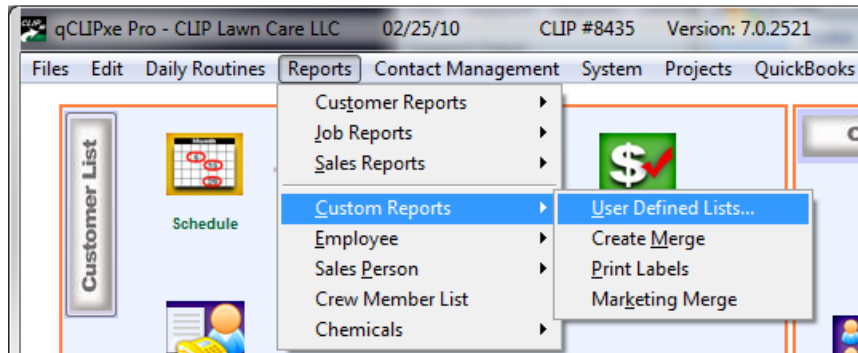 qCLIPxe Pro - CLIP Lawn Care LLC 02/25/10 CLIP #8435 Version: 7.0.2521
Files Edit Daily Routines Reports Contact Management System Projects QuickBooks
Customer List
Schedule
Customer Reports
Job Reports
Sales Reports
Custom Reports
Employee
Sales Person
Crew Member List
Chemicals
User Defined Lists...
Create Merge
Print Labels
Marketing Merge